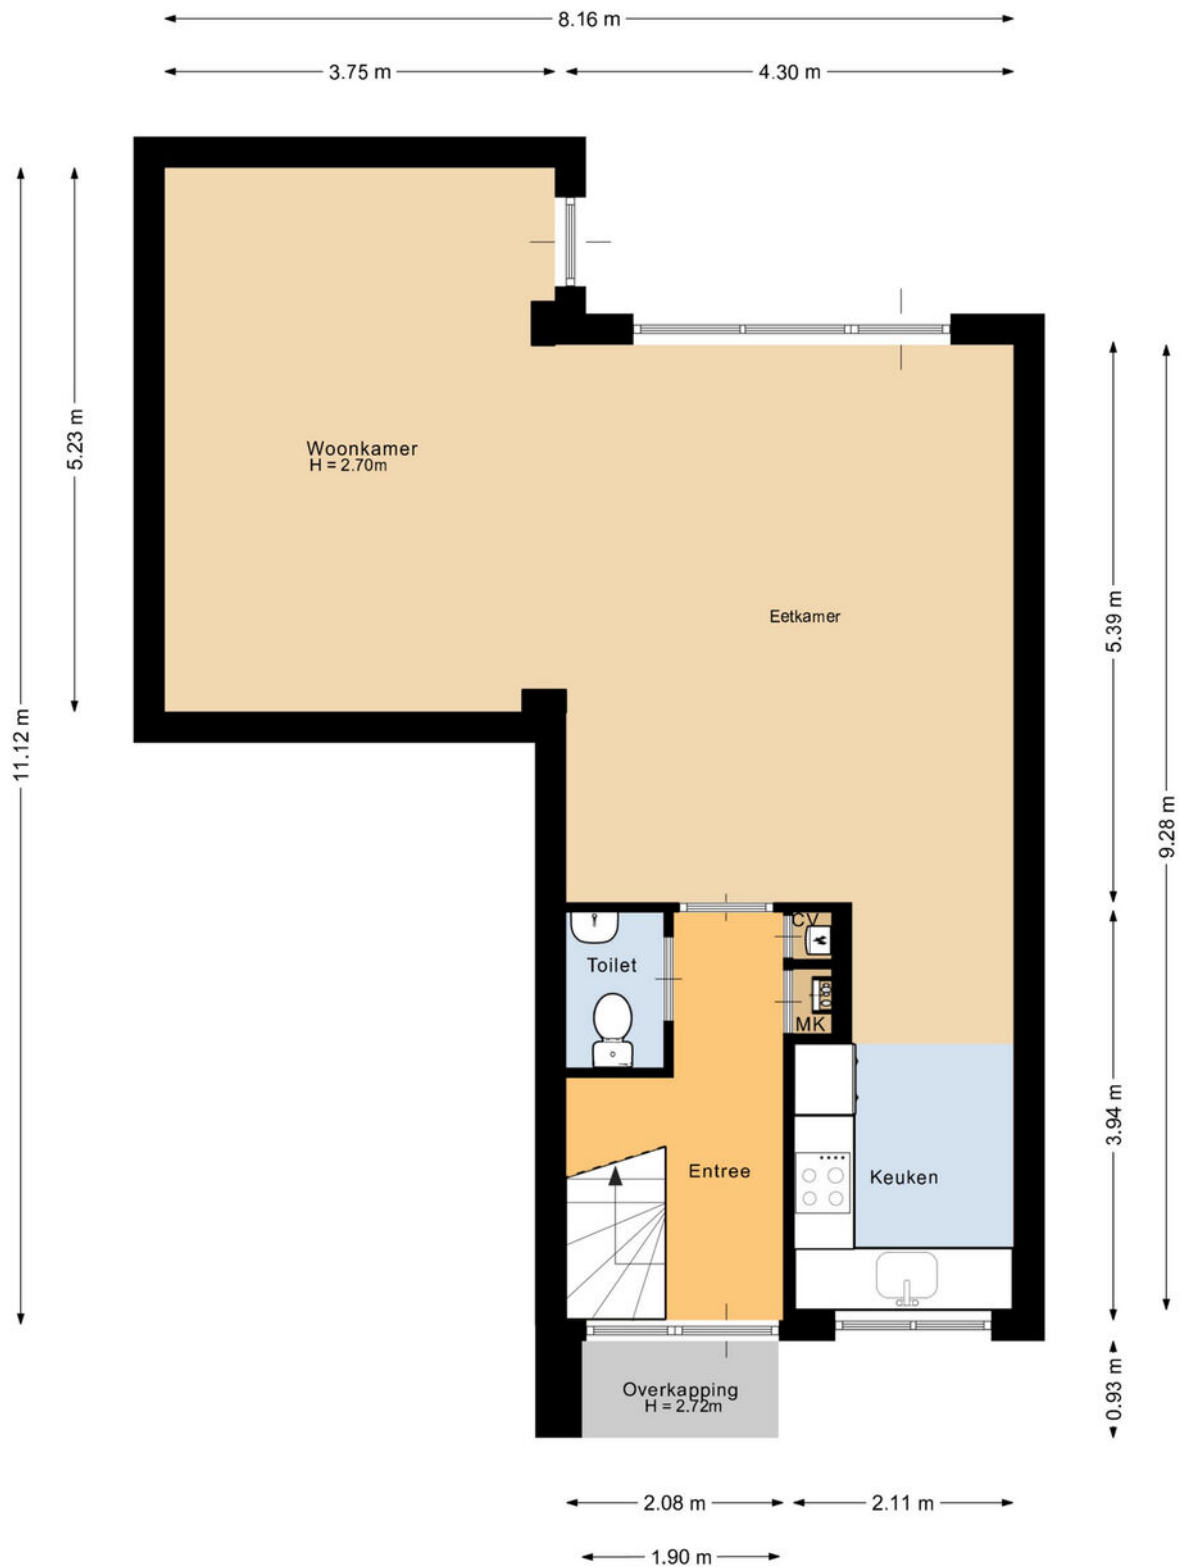 8.16 m
3.75 m
4.30 m
5.23 m
11.12 m
Woonkamer
H = 2.70m
Eetkamer
5.39 m
9.28 m
CV
Toilet
MK
3.94 m
Entree
Keuken
Overkapping
H = 2.72m
0.93 m
2.08 m
2.11 m
1.90 m